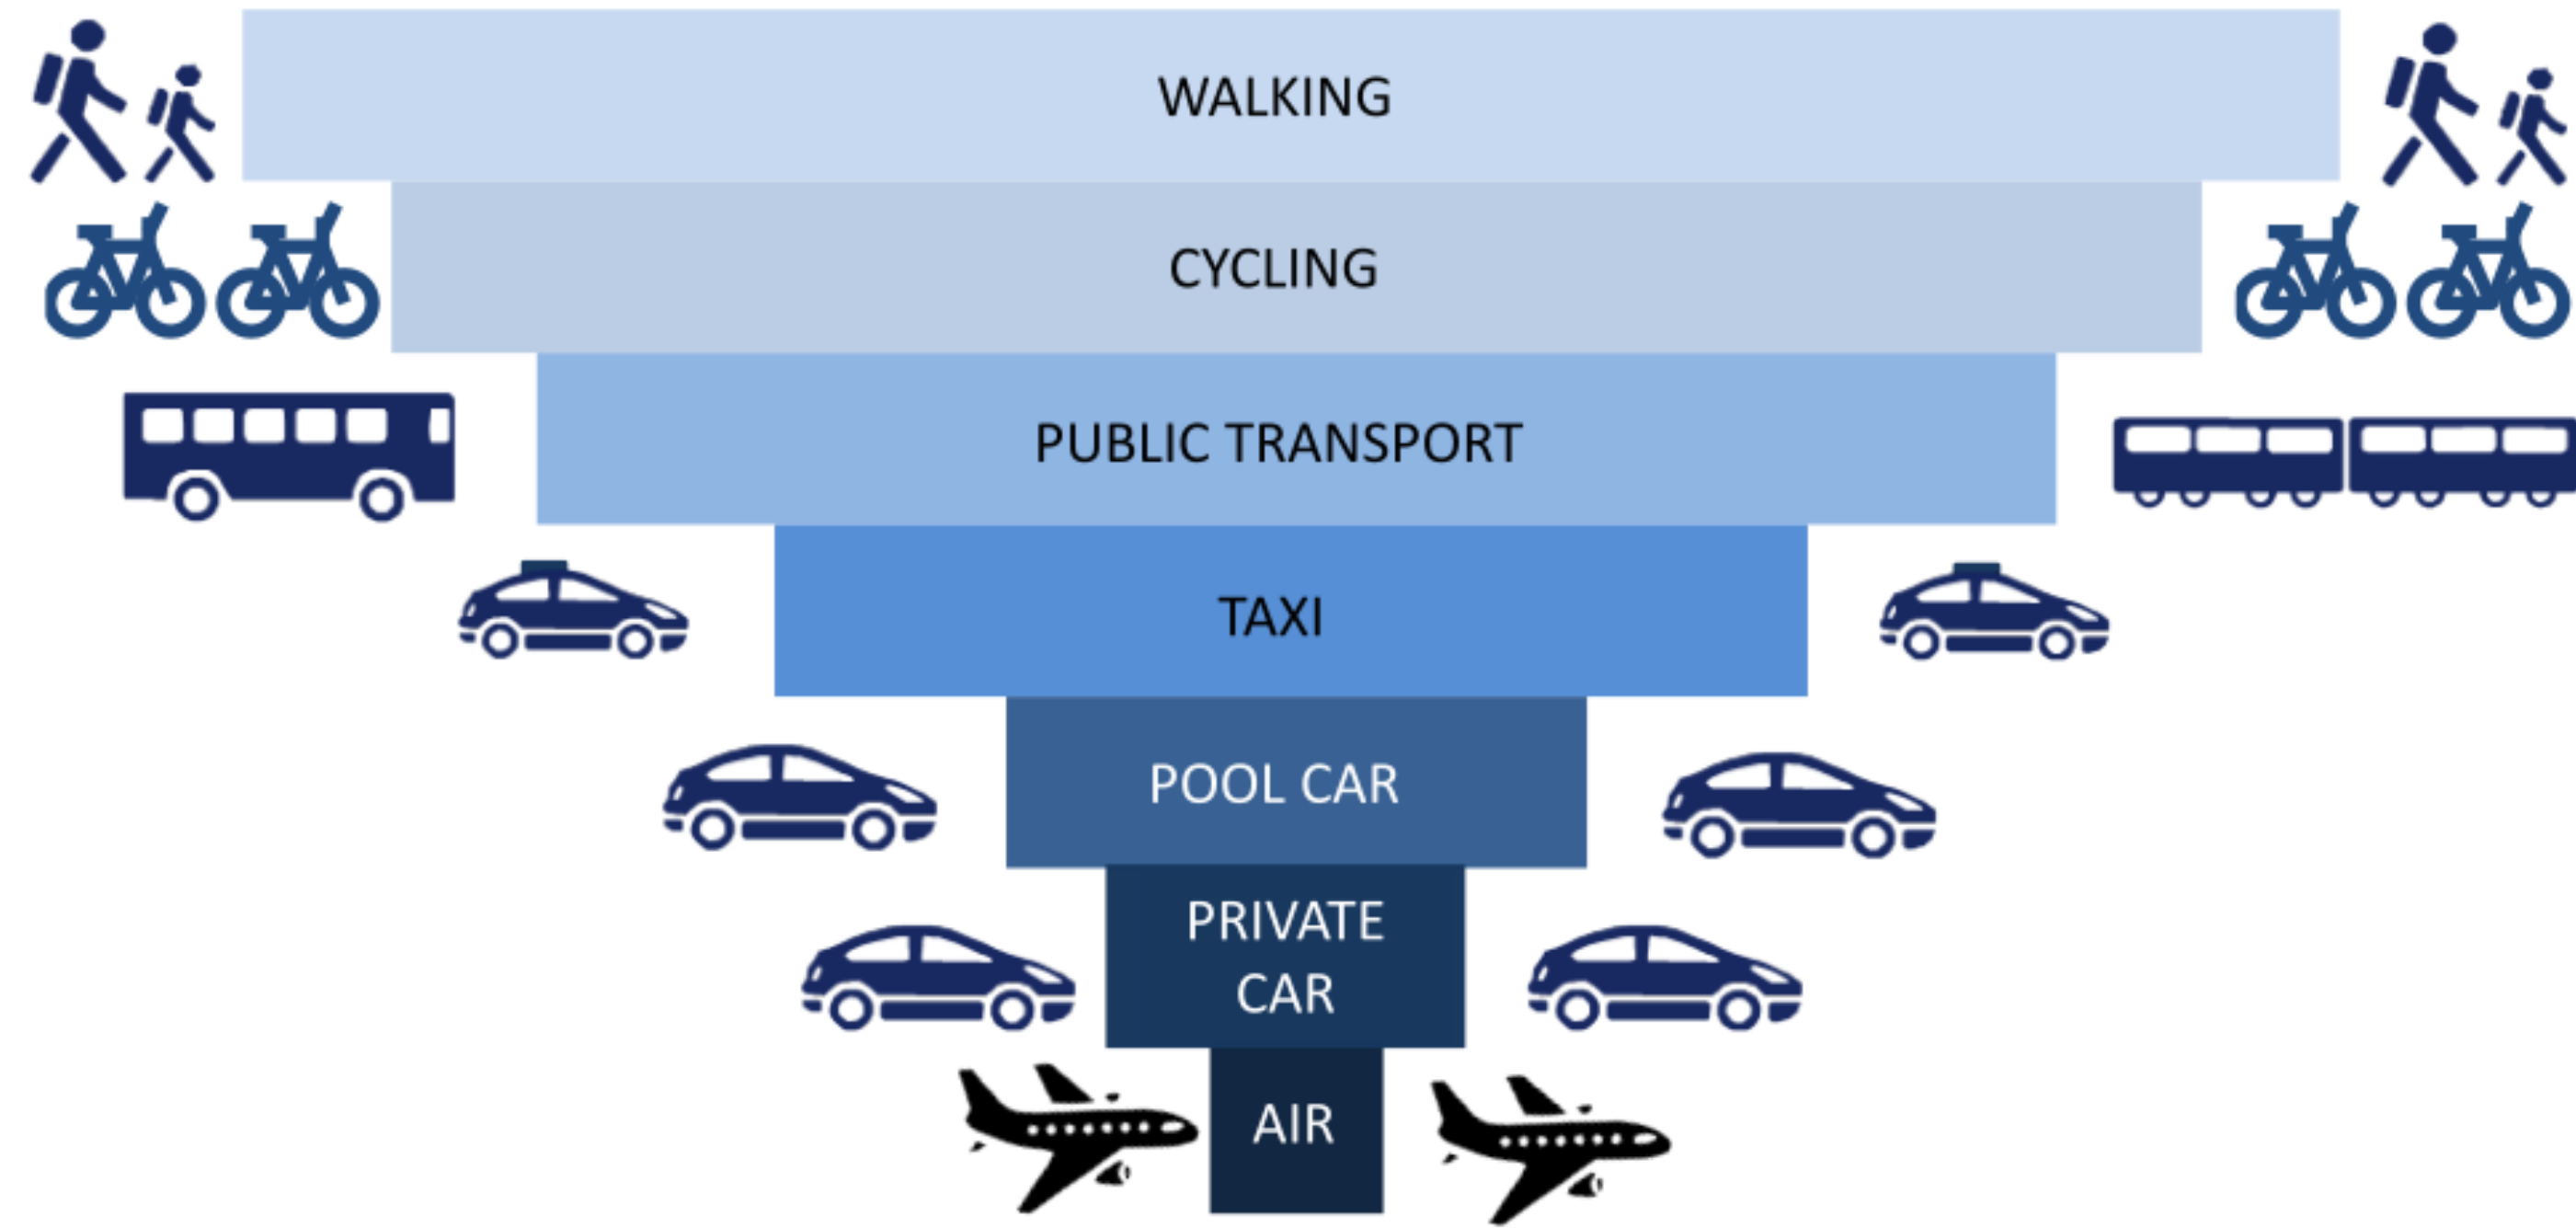 WALKING
CYCLING
PUBLIC TRANSPORT
TAXI
POOL CAR
PRIVATE
CAR
AIR